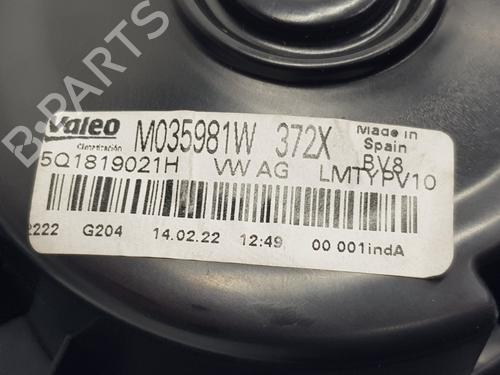 B-PARTS
Valeo M035981W 372X Made in
Climatización Spain
5Q1819021H VW AG LMTYPV10 BV8
2222 G204 14.02.22 12:49 00 001indA